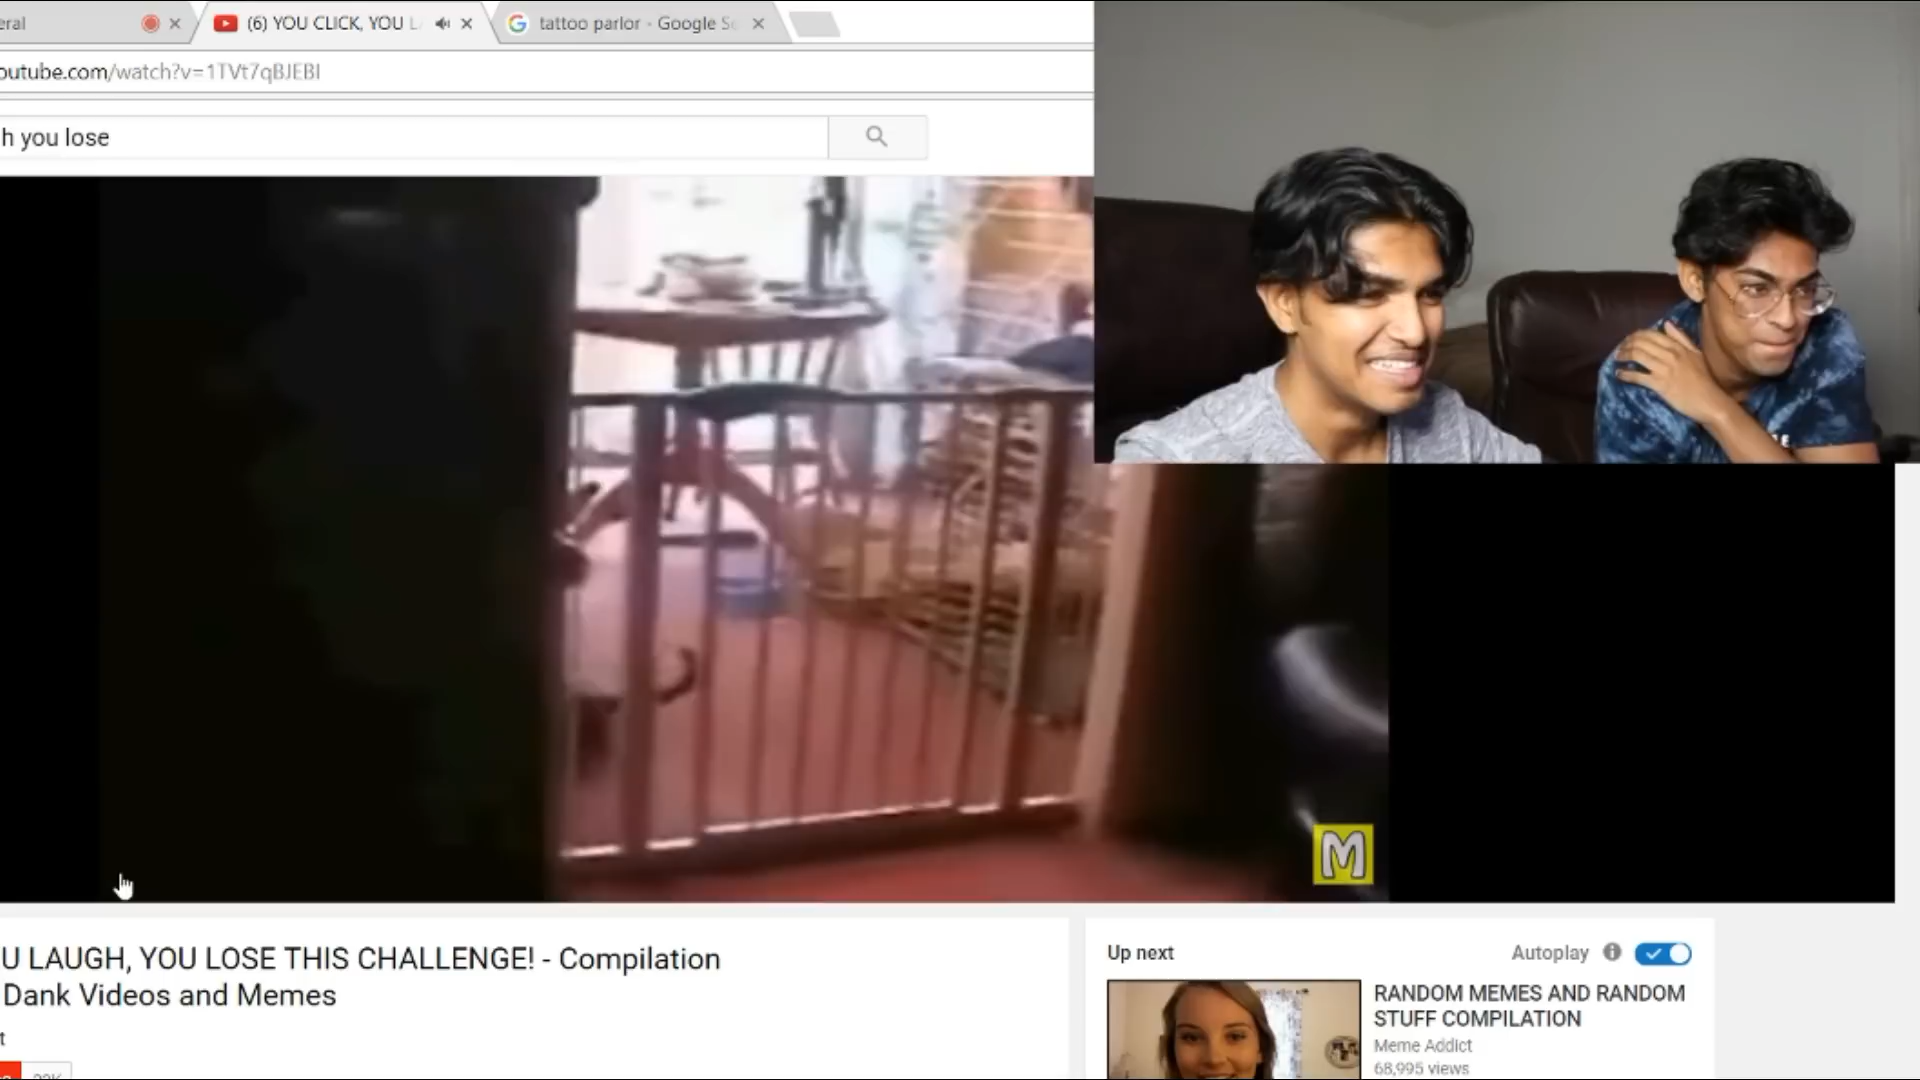 eral
(6) YOU CLICK, YOU L
tattoo parlor - Google S
outube.com/watch?v=1TVt7qBJEBI
h you lose
M
U LAUGH, YOU LOSE THIS CHALLENGE! - Compilation
Dank Videos and Memes
t
Up next
Autoplay
RANDOM MEMES AND RANDOM
STUFF COMPILATION
Meme Addict
68,995 views